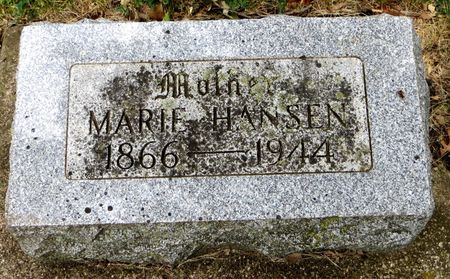 Mother
MARIE HANSEN
1866 — 1944